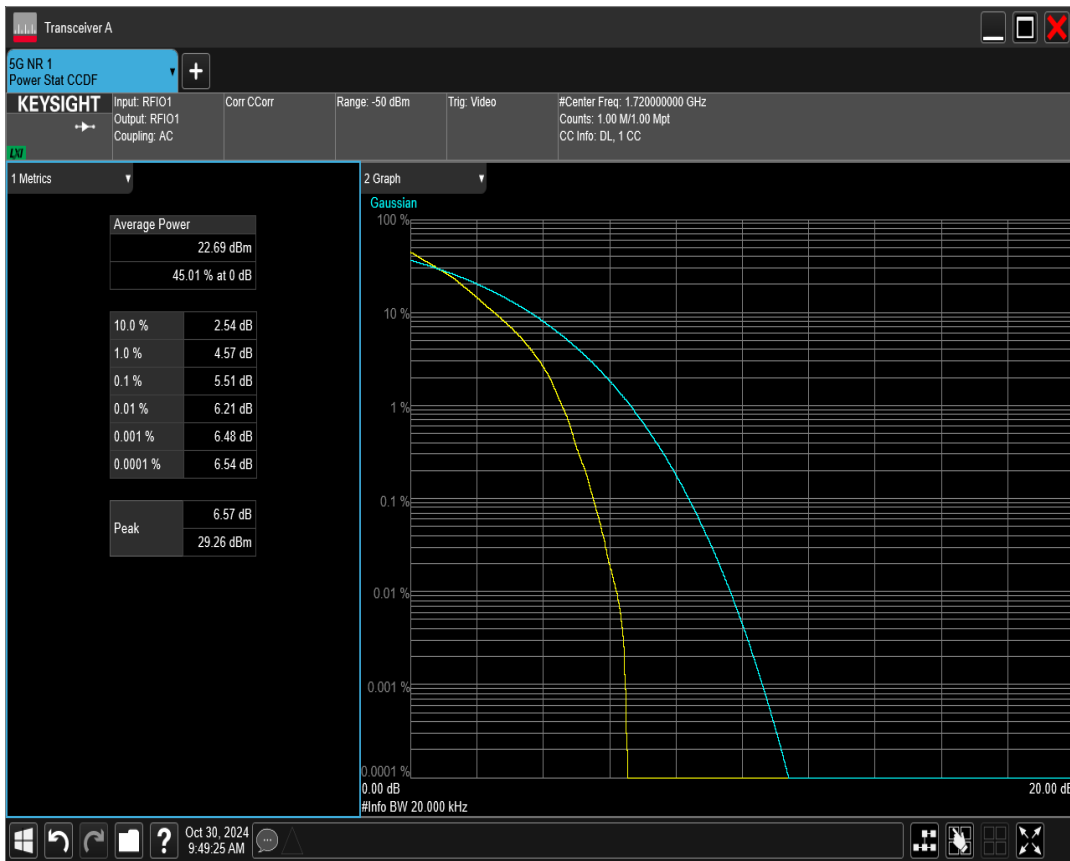 Transceiver A
5G NR 1
Power Stat CCDF
+
KEYSIGHT
LXI
Input: RFIO1
Output: RFIO1
Coupling: AC
Corr CCorr
Range: -50 dBm
Trig: Video
#Center Freq: 1.720000000 GHz
Counts: 1.00 M/1.00 Mpt
CC Info: DL, 1 CC
1 Metrics
Average Power
22.69 dBm
45.01 % at 0 dB
10.0 % 2.54 dB
1.0 % 4.57 dB
0.1 % 5.51 dB
0.01 % 6.21 dB
0.001 % 6.48 dB
0.0001 % 6.54 dB
Peak 6.57 dB
29.26 dBm
2 Graph
Gaussian
100 %
10 %
1 %
0.1 %
0.01 %
0.001 %
0.0001 %
0.00 dB 20.00 dB
#Info BW 20.000 kHz
?
Oct 30, 2024
9:49:25 AM